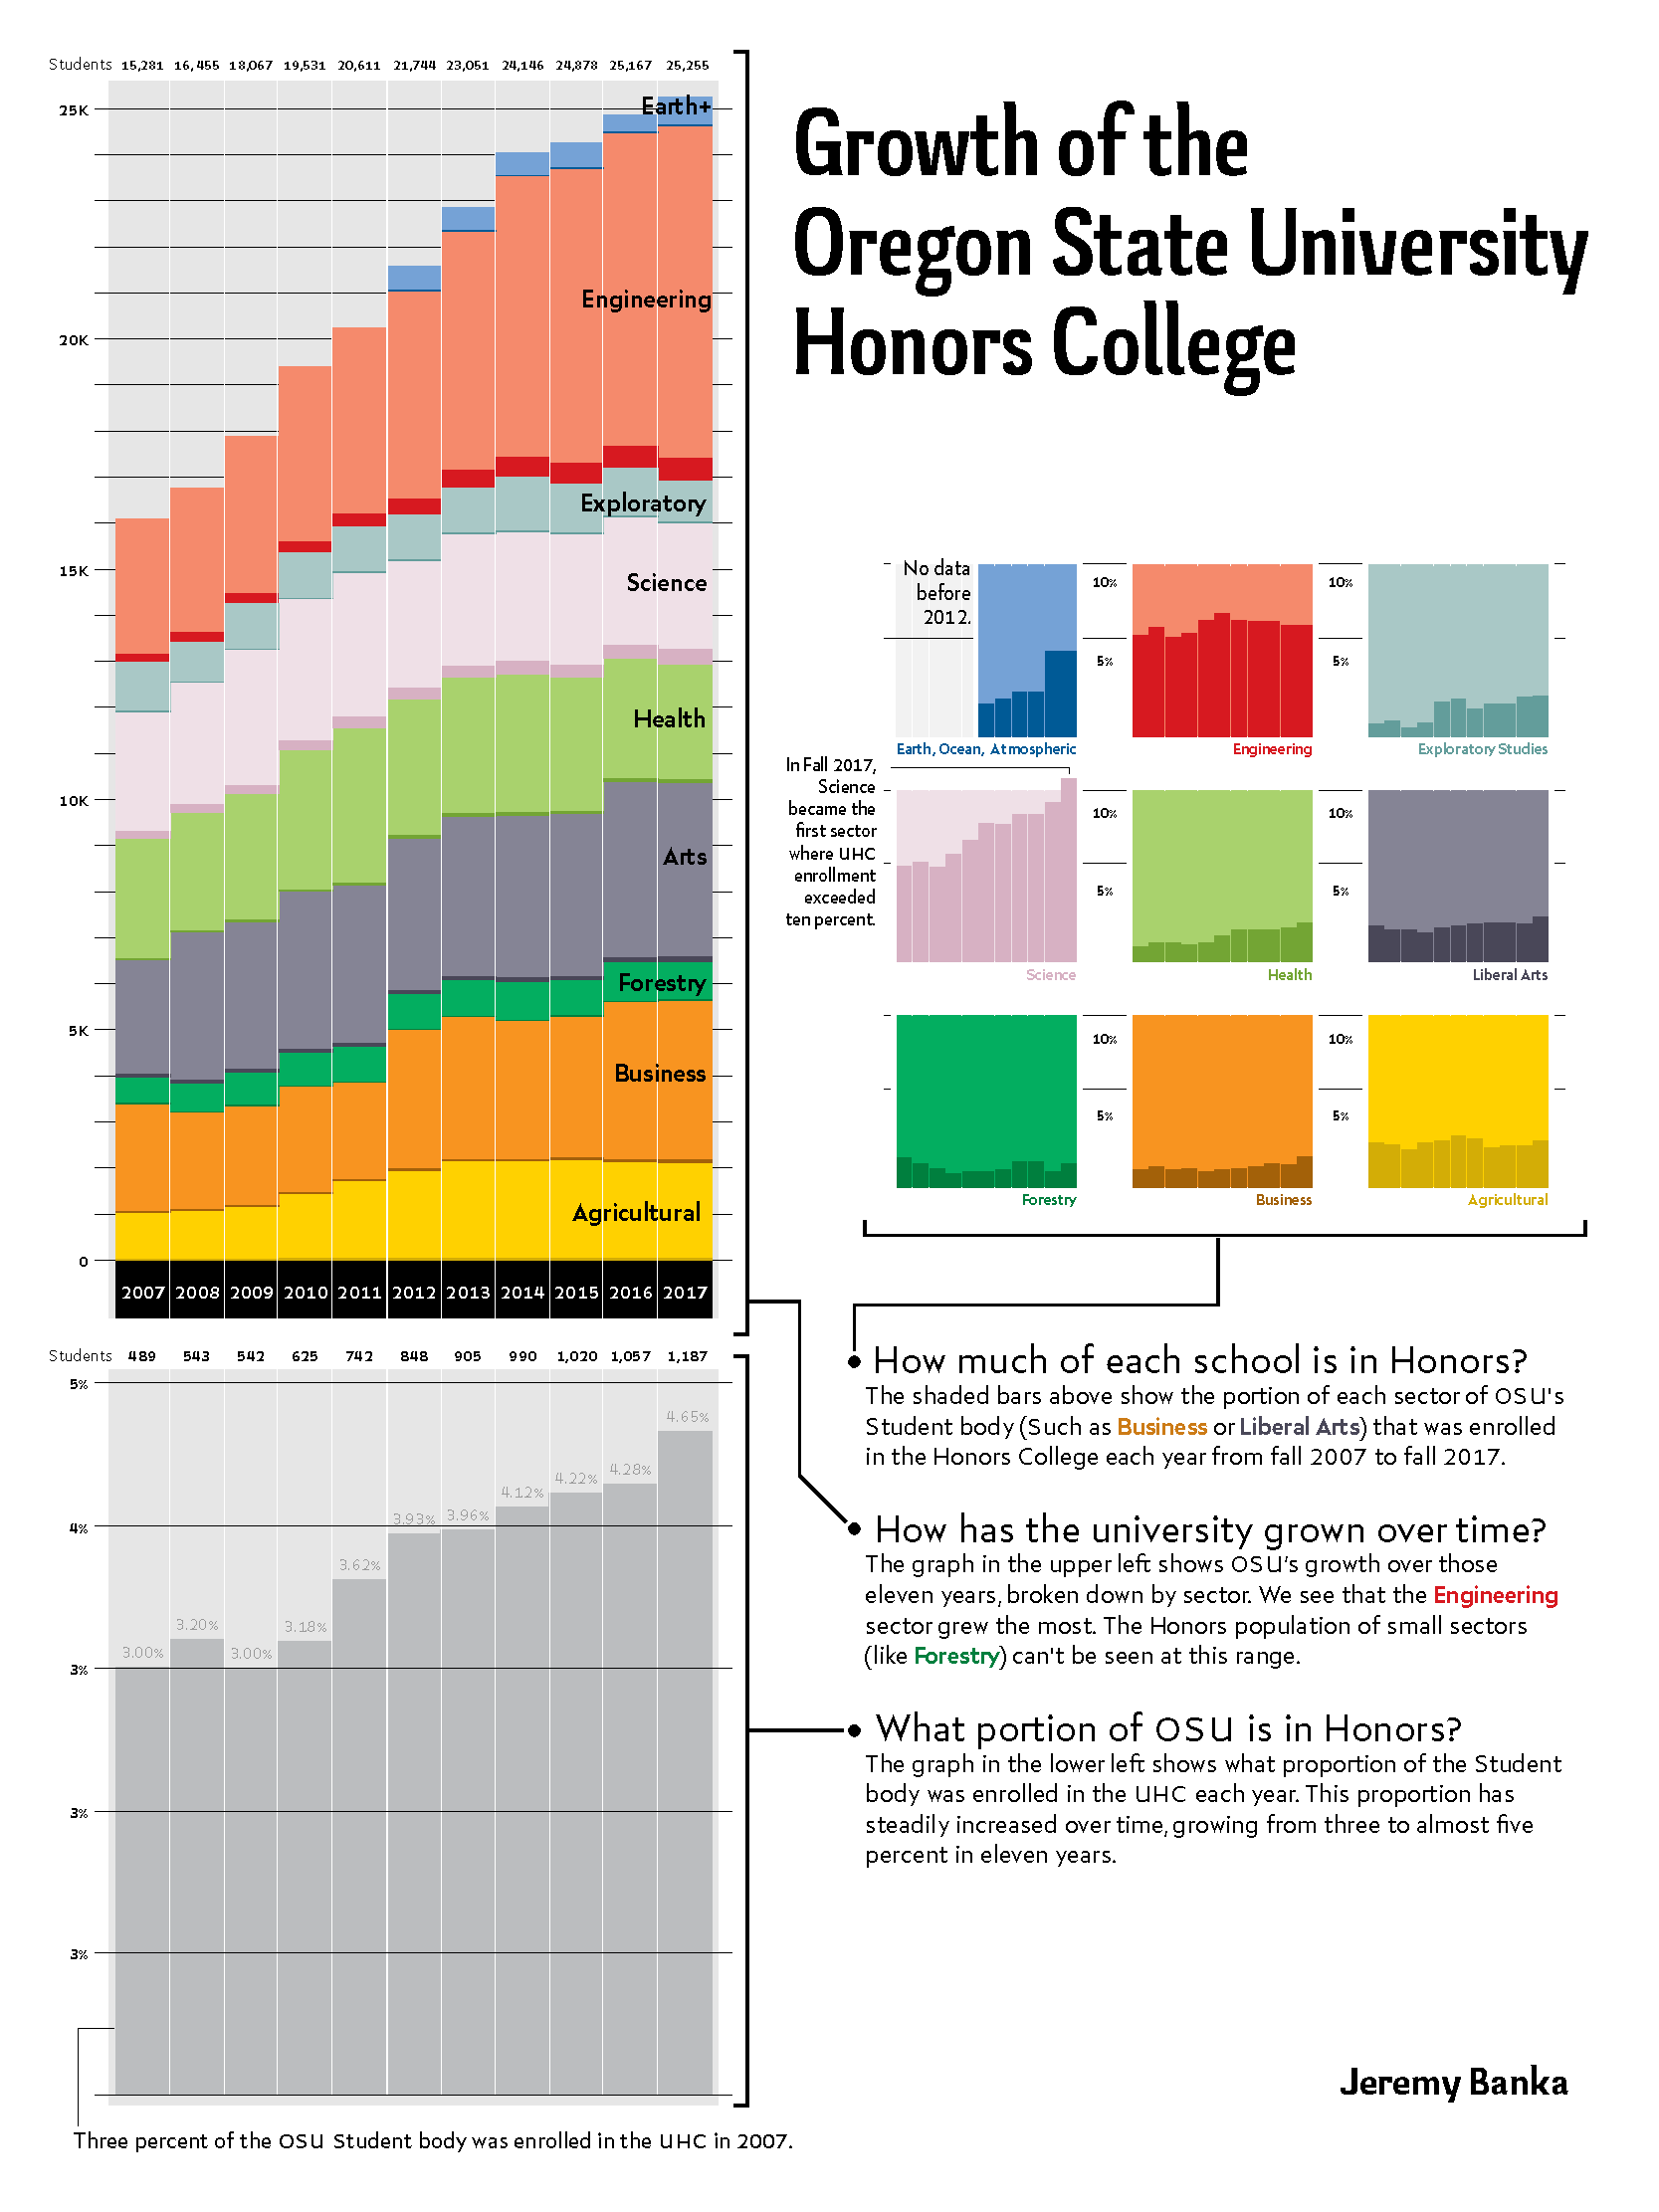 Growth of the
Oregon State University
Honors College
Students 15,281 16,455 18,067 19,531 20,611 21,744 23,051 24,146 24,878 25,167 25,255
25K
20K
15K
10K
5K
0
Earth+
Engineering
Exploratory
Science
Health
Arts
Forestry
Business
Agricultural
2007 2008 2009 2010 2011 2012 2013 2014 2015 2016 2017
Students 489 543 542 625 742 848 905 990 1,020 1,057 1,187
5%
4%
3%
3%
3%
3.00% 3.20% 3.00% 3.18% 3.62% 3.93% 3.96% 4.12% 4.22% 4.28% 4.65%
Three percent of the OSU Student body was enrolled in the UHC in 2007.
No data
before
2012.
10% 10%
5% 5%
Earth, Ocean, Atmospheric Engineering Exploratory Studies
In Fall 2017,
Science
became the
first sector
where UHC
enrollment
exceeded
ten percent.
10% 10%
5% 5%
Science Health Liberal Arts
10% 10%
5% 5%
Forestry Business Agricultural
How much of each school is in Honors?
The shaded bars above show the portion of each sector of OSU's
Student body (Such as Business or Liberal Arts) that was enrolled
in the Honors College each year from fall 2007 to fall 2017.
How has the university grown over time?
The graph in the upper left shows OSU's growth over those
eleven years, broken down by sector. We see that the Engineering
sector grew the most. The Honors population of small sectors
(like Forestry) can't be seen at this range.
What portion of OSU is in Honors?
The graph in the lower left shows what proportion of the Student
body was enrolled in the UHC each year. This proportion has
steadily increased over time, growing from three to almost five
percent in eleven years.
Jeremy Banka